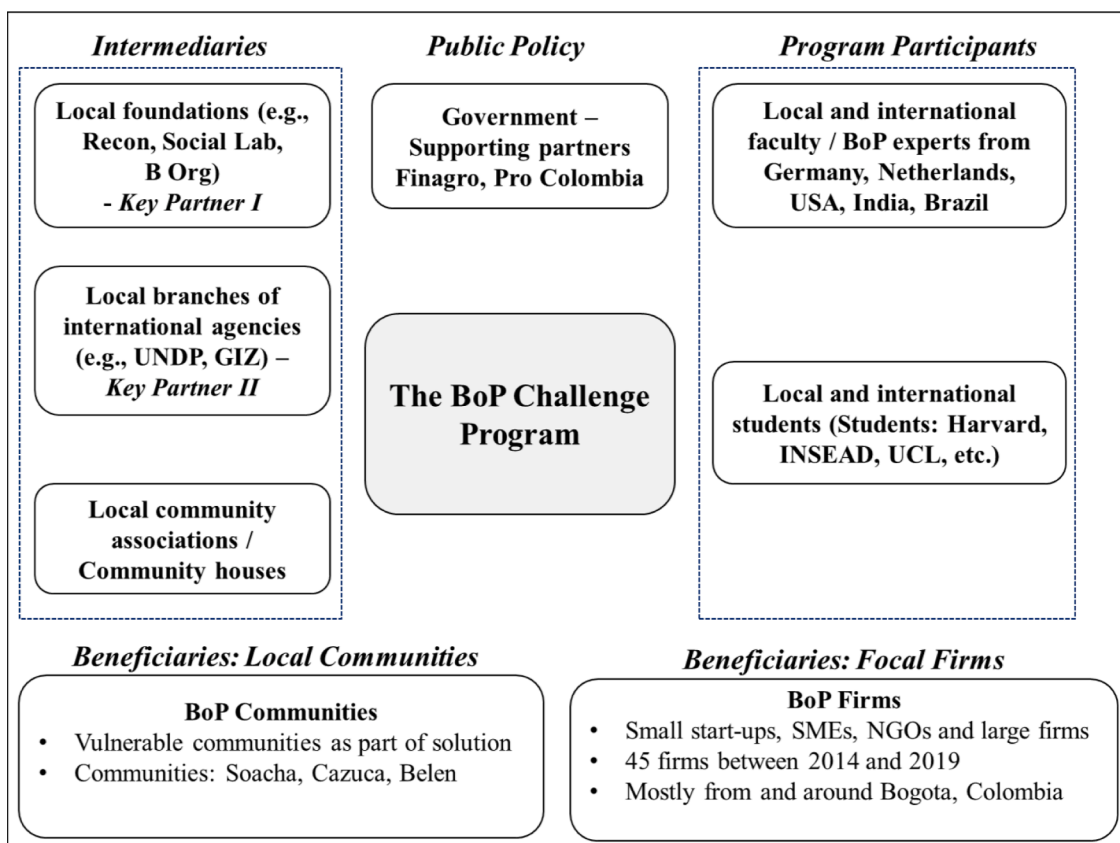 Intermediaries
Local foundations (e.g.,
Recon, Social Lab,
B Org)
- Key Partner I
Local branches of
international agencies
(e.g., UNDP, GIZ) –
Key Partner II
Local community
associations /
Community houses
Public Policy
Government –
Supporting partners
Finagro, Pro Colombia
The BoP Challenge
Program
Program Participants
Local and international
faculty / BoP experts from
Germany, Netherlands,
USA, India, Brazil
Local and international
students (Students: Harvard,
INSEAD, UCL, etc.)
Beneficiaries: Local Communities
BoP Communities
• Vulnerable communities as part of solution
• Communities: Soacha, Cazuca, Belen
Beneficiaries: Focal Firms
BoP Firms
• Small start-ups, SMEs, NGOs and large firms
• 45 firms between 2014 and 2019
• Mostly from and around Bogota, Colombia